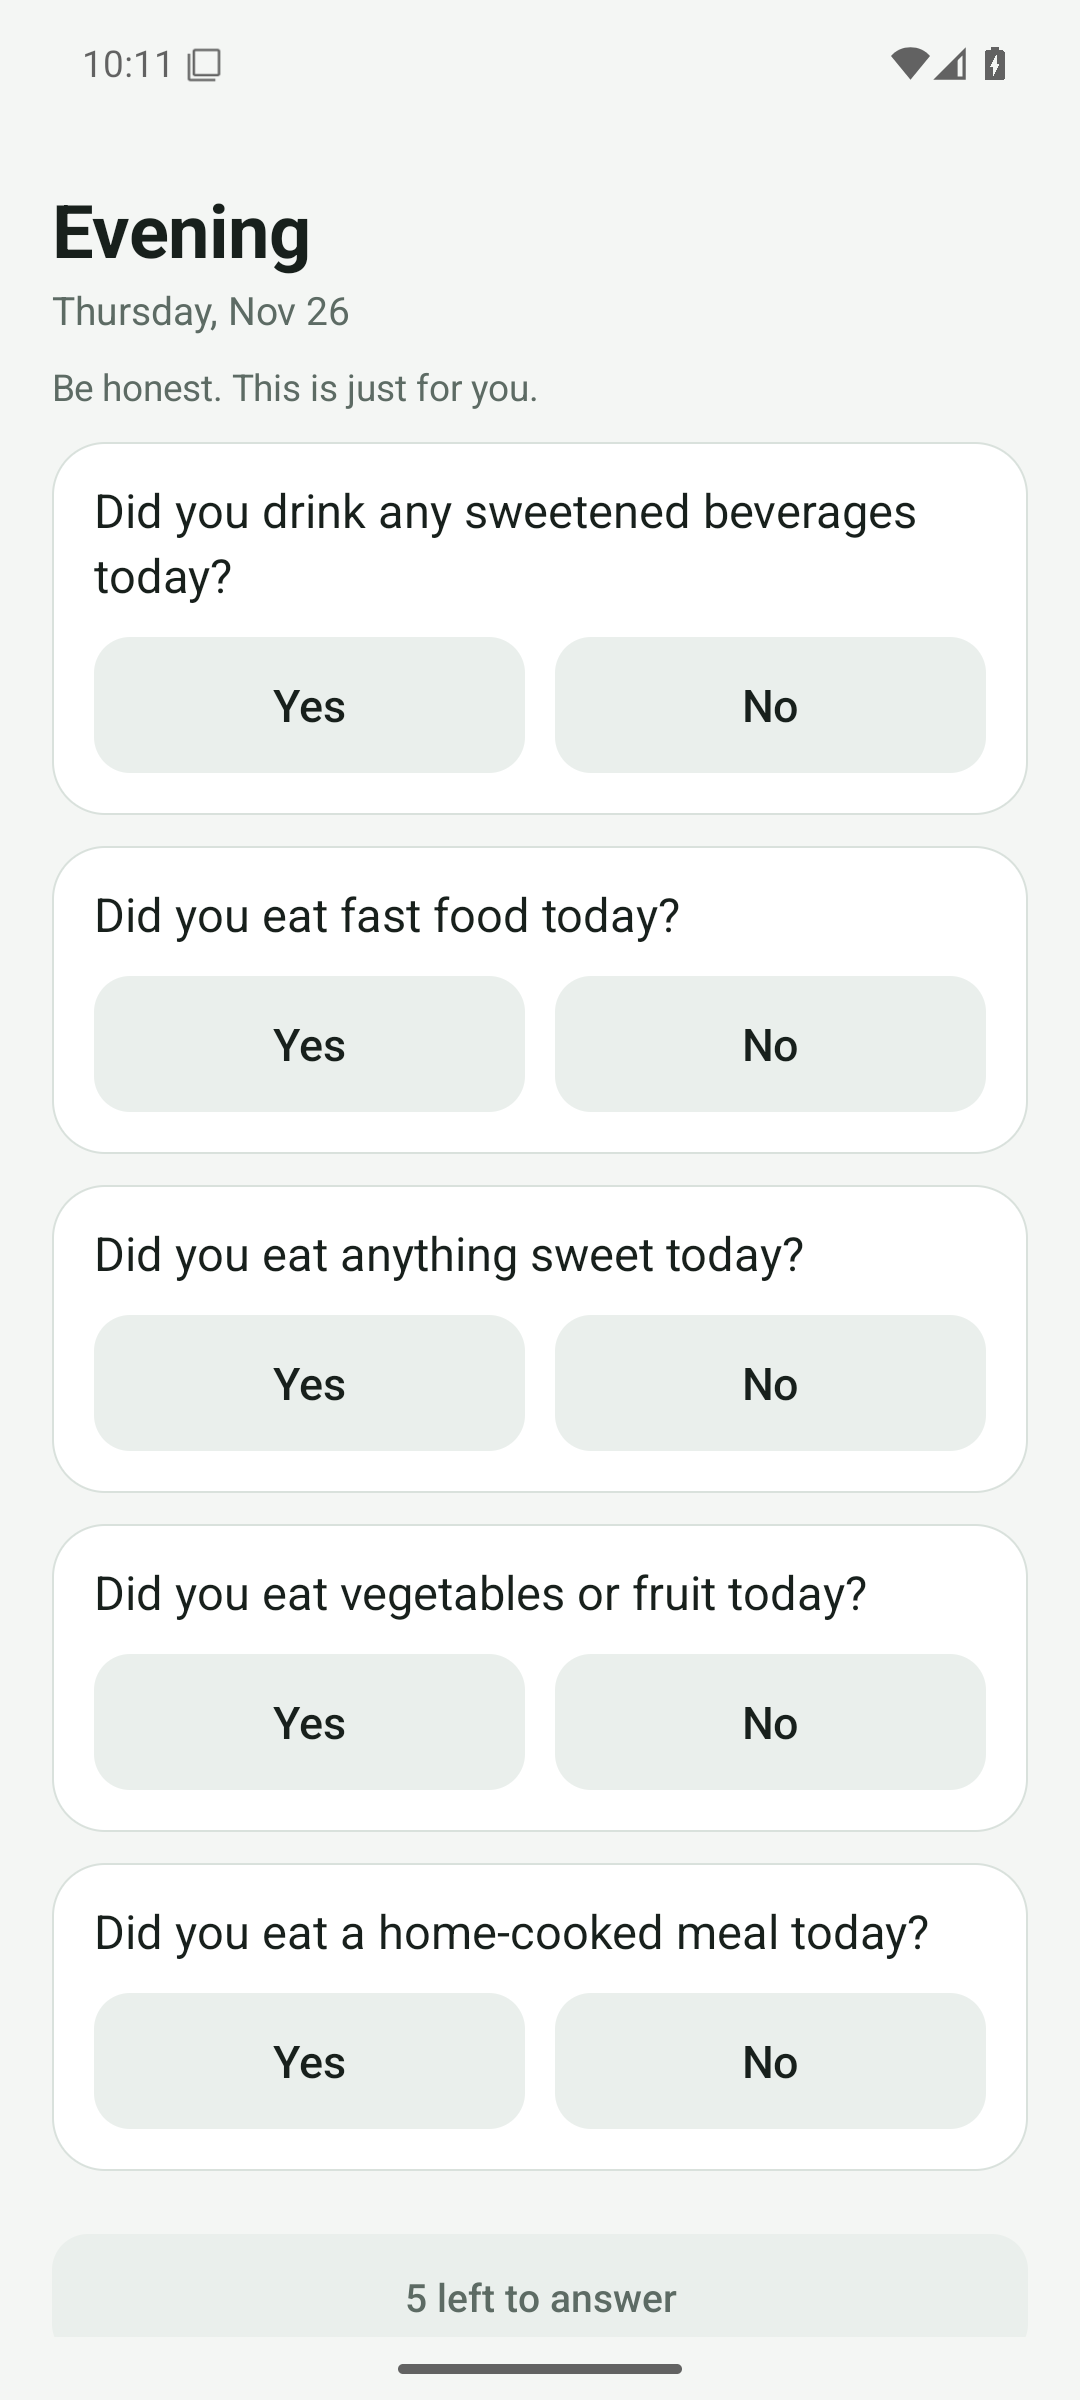 10:11
Evening
Thursday, Nov 26
Be honest. This is just for you.
Did you drink any sweetened beverages
today?
Yes
No
Did you eat fast food today?
Yes
No
Did you eat anything sweet today?
Yes
No
Did you eat vegetables or fruit today?
Yes
No
Did you eat a home-cooked meal today?
Yes
No
5 left to answer